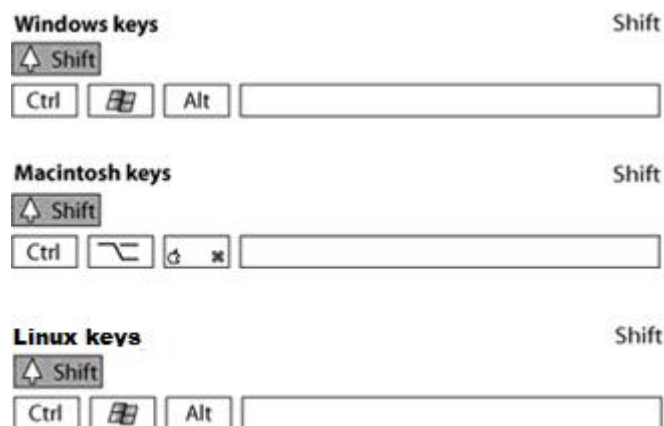 Windows keys Shift
Shift
Ctrl Alt
Macintosh keys Shift
Shift
Ctrl ⌥ ⌘
Linux keys Shift
Shift
Ctrl Alt